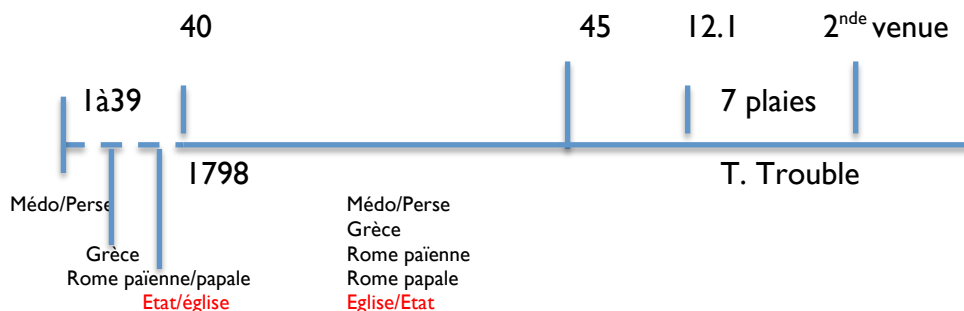 40 45 12.1 2nde venue
1à39 7 plaies
1798 T. Trouble
Médo/Perse Médo/Perse
Grèce
Grèce Rome païenne
Rome païenne/papale Rome papale
Etat/église Eglise/Etat